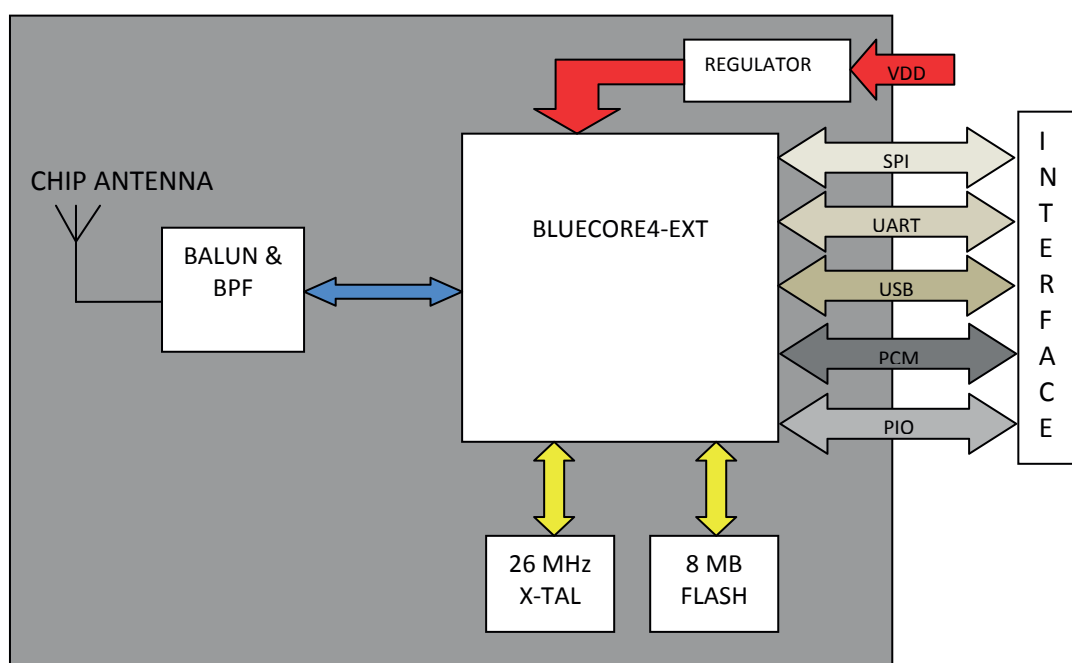 REGULATOR
VDD
CHIP ANTENNA
BALUN &
BPF
BLUECORE4-EXT
SPI
UART
USB
PCM
PIO
INTERFACE
26 MHz
X-TAL
8 MB
FLASH